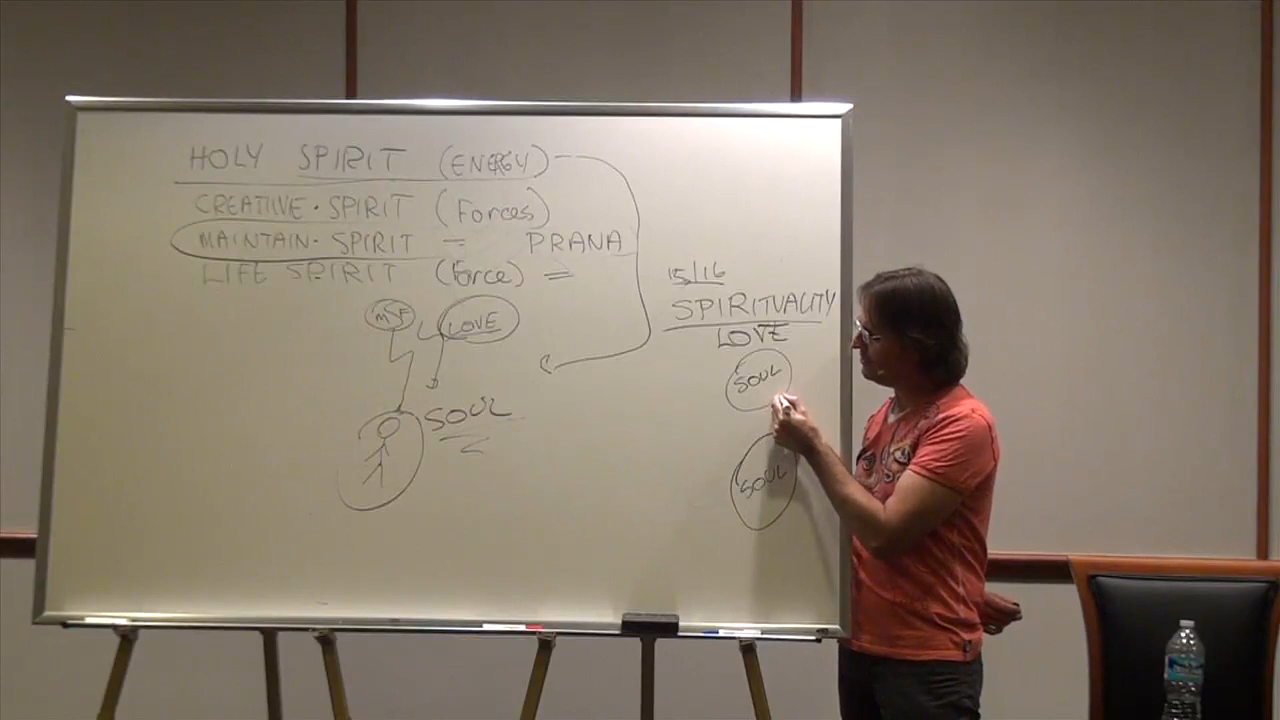 HOLY SPIRIT (ENERGY)
CREATIVE · SPIRIT (Forces)
MAINTAIN · SPIRIT = PRANA
LIFE SPIRIT (Force) =
15/16
SPIRITUALITY
LOVE
SOUL
SOUL
MSF
LOVE
SOUL